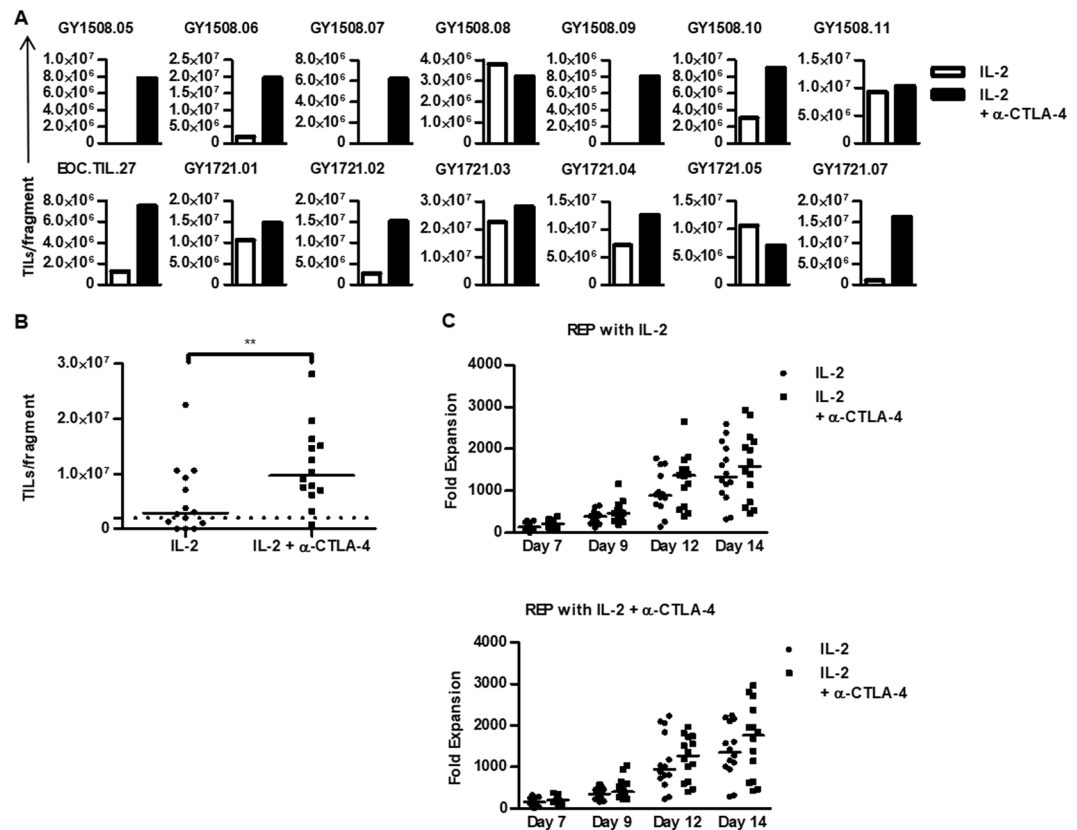 A
GY1508.05 GY1508.06 GY1508.07 GY1508.08 GY1508.09 GY1508.10 GY1508.11
1.0×10⁷ 2.5×10⁷ 8.0×10⁶ 4.0×10⁶ 1.0×10⁶ 1.0×10⁷ 1.5×10⁷
8.0×10⁶ 2.0×10⁷ 6.0×10⁶ 3.0×10⁶ 8.0×10⁵ 8.0×10⁶ 1.0×10⁷
6.0×10⁶ 1.5×10⁷ 4.0×10⁶ 2.0×10⁶ 6.0×10⁵ 6.0×10⁶ 5.0×10⁶
4.0×10⁶ 1.0×10⁷ 2.0×10⁶ 1.0×10⁶ 4.0×10⁵ 4.0×10⁶
2.0×10⁶ 5.0×10⁶ 2.0×10⁵ 2.0×10⁶
0 0 0 0 0 0 0
IL-2
IL-2
+ α-CTLA-4
TILs/fragment
EOC.TIL.27 GY1721.01 GY1721.02 GY1721.03 GY1721.04 GY1721.05 GY1721.07
8.0×10⁶ 2.0×10⁷ 2.0×10⁷ 3.0×10⁷ 1.5×10⁷ 1.5×10⁷ 2.0×10⁷
6.0×10⁶ 1.5×10⁷ 1.5×10⁷ 2.0×10⁷ 1.0×10⁷ 1.0×10⁷ 1.5×10⁷
4.0×10⁶ 1.0×10⁷ 1.0×10⁷ 1.0×10⁷ 5.0×10⁶ 5.0×10⁶ 1.0×10⁷
2.0×10⁶ 5.0×10⁶ 5.0×10⁶ 5.0×10⁶
0 0 0 0 0 0 0
B
**
3.0×10⁷
2.0×10⁷
1.0×10⁷
0
TILs/fragment
IL-2 IL-2 + α-CTLA-4
C
REP with IL-2
4000
3000
2000
1000
0
Fold Expansion
Day 7 Day 9 Day 12 Day 14
IL-2
IL-2
+ α-CTLA-4
REP with IL-2 + α-CTLA-4
4000
3000
2000
1000
0
Fold Expansion
Day 7 Day 9 Day 12 Day 14
IL-2
IL-2
+ α-CTLA-4